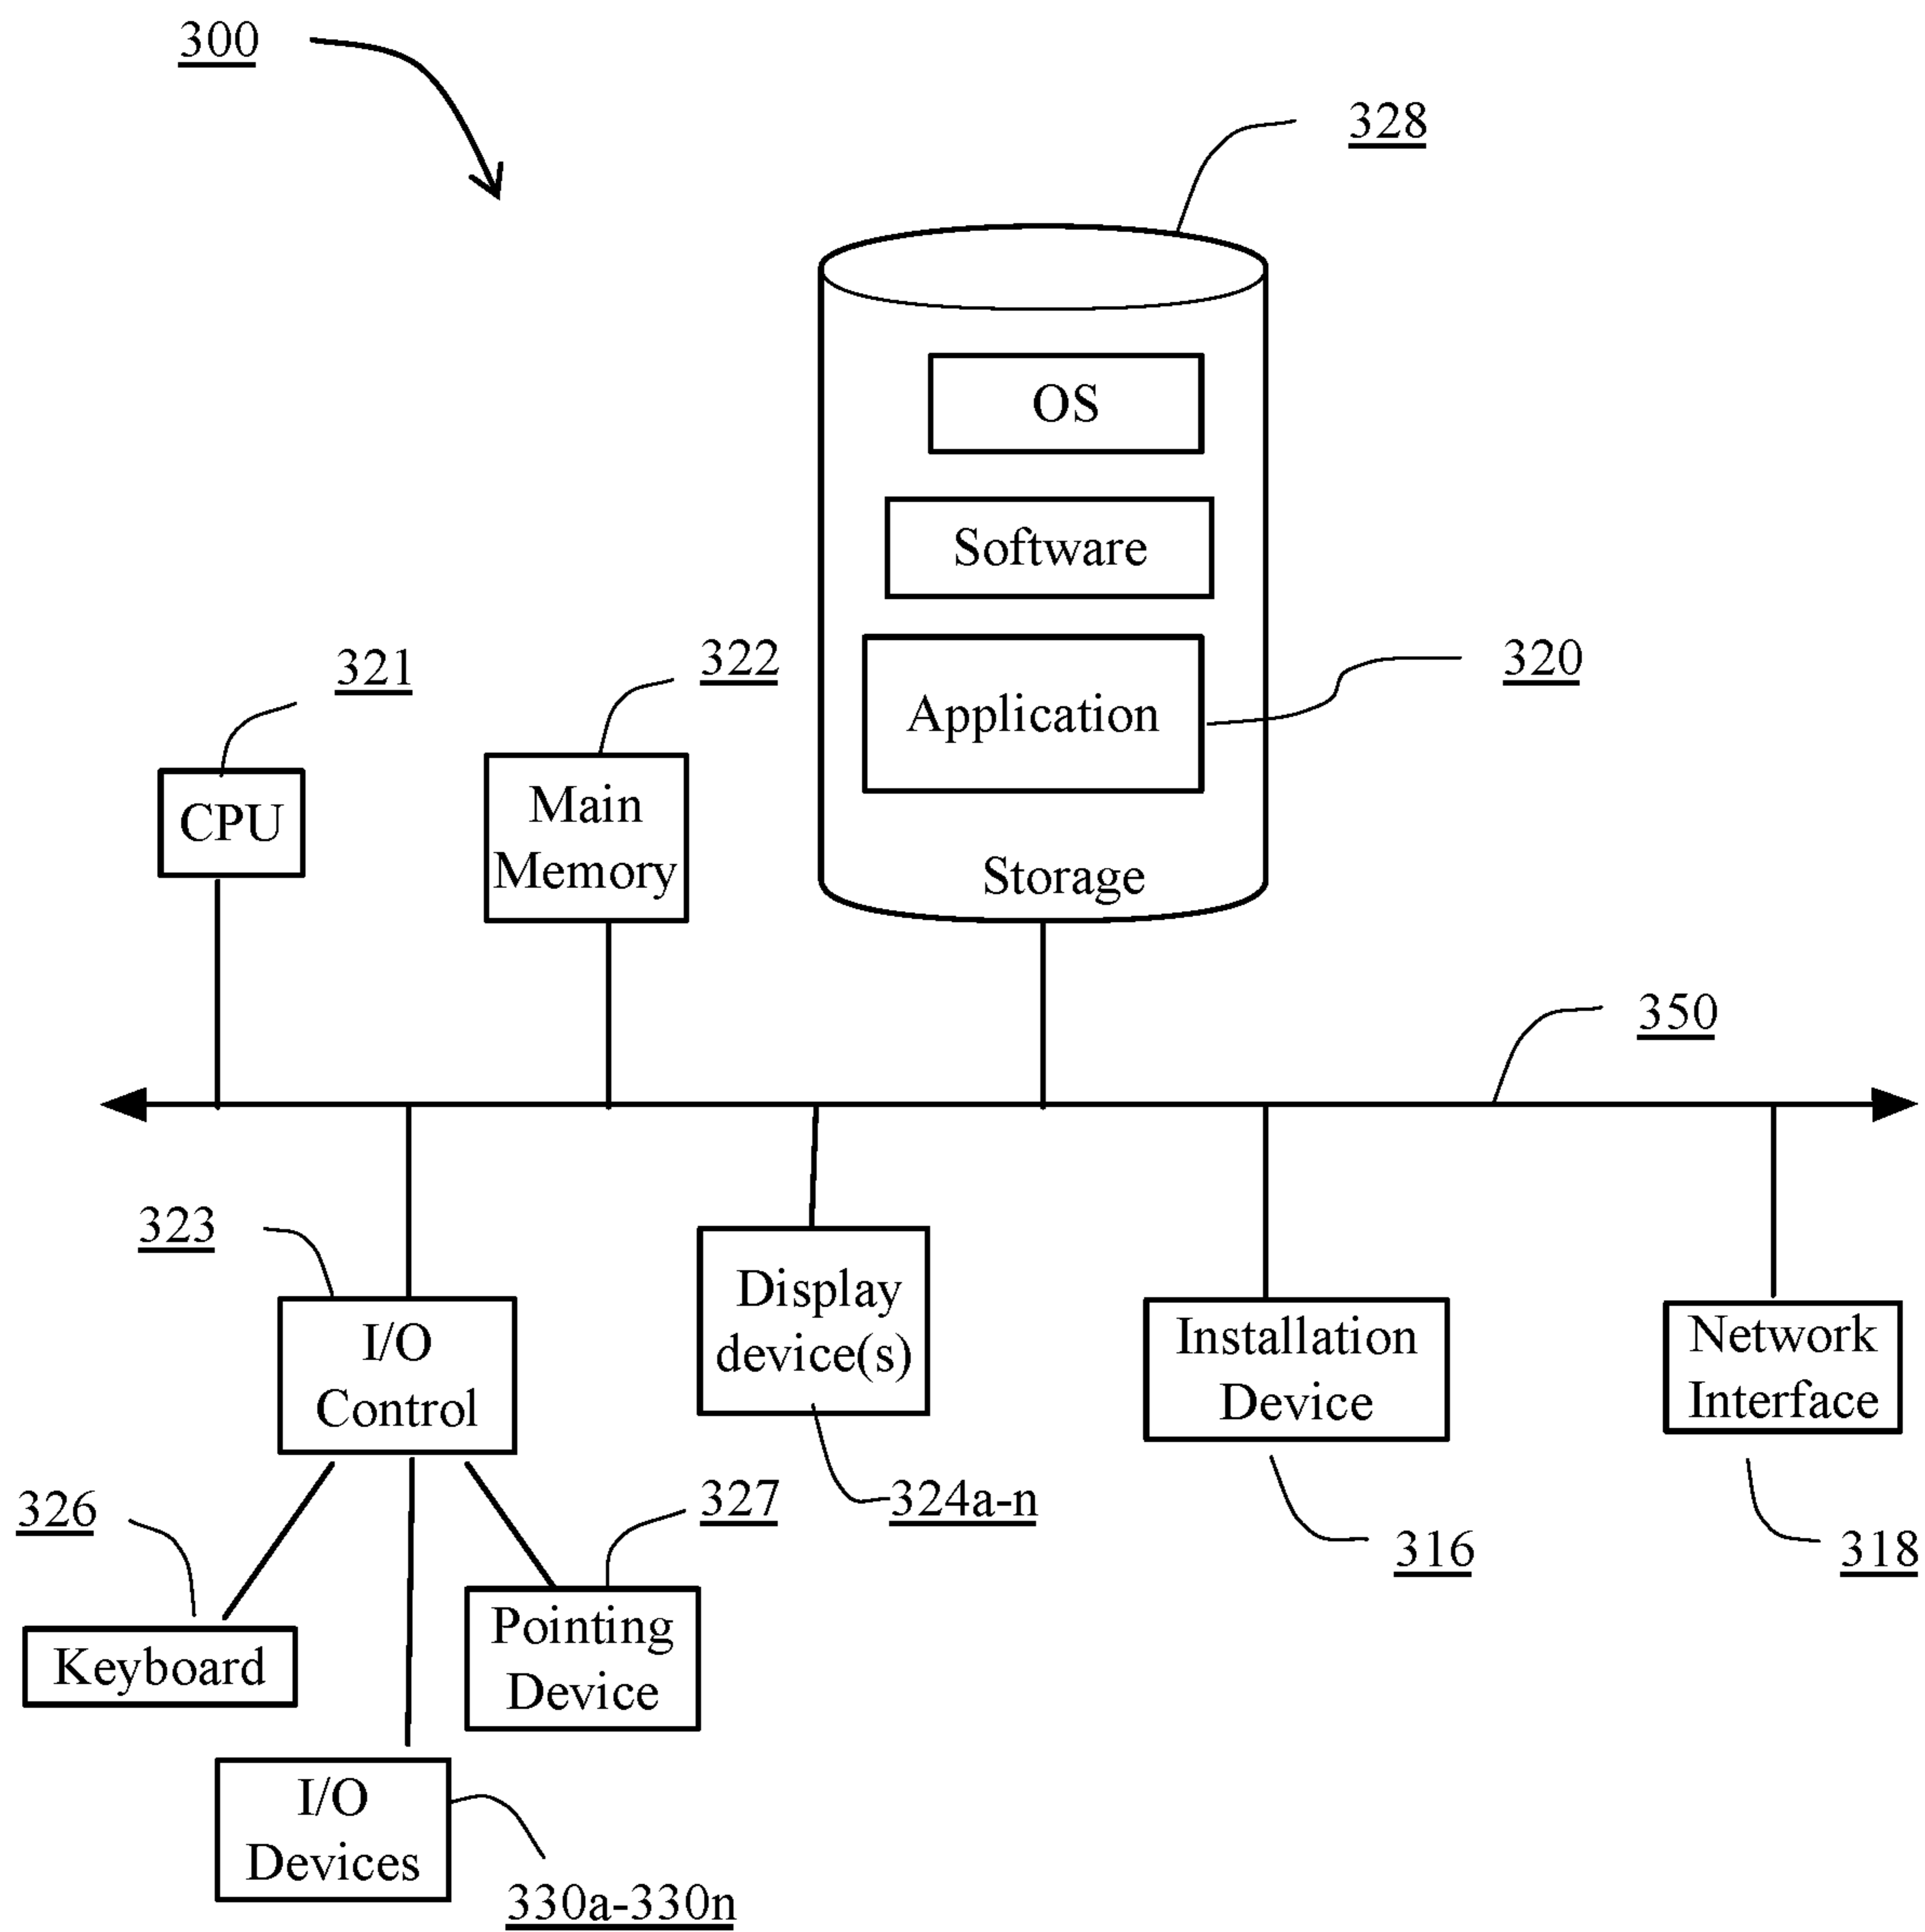 300
328
OS
Software
322
320
321
Application
Main
CPU
Memory
Storage
350
323
Display
I/O
Installation
Network
device(s)
Control
Device
Interface
326
327
324a-n
316
318
Pointing
Keyboard
Device
I/O
Devices
330a-330n